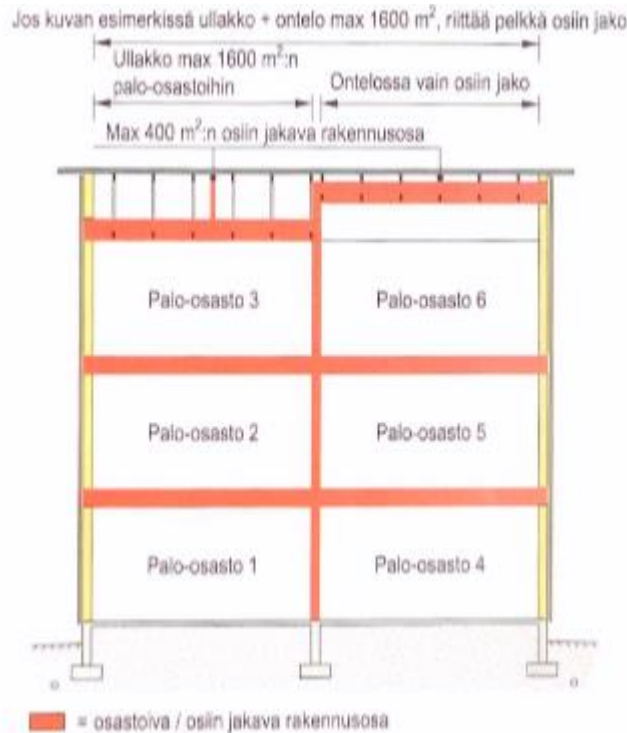 Jos kuvan esimerkissä ullakko + ontelo max 1600 m², riittää pelkkä osiin jako
Ullakko max 1600 m²:n
palo-osastoihin
Ontelossa vain osiin jako
Max 400 m²:n osiin jakava rakennusosa
Palo-osasto 3
Palo-osasto 6
Palo-osasto 2
Palo-osasto 5
Palo-osasto 1
Palo-osasto 4
= osastoiva / osiin jakava rakennusosa